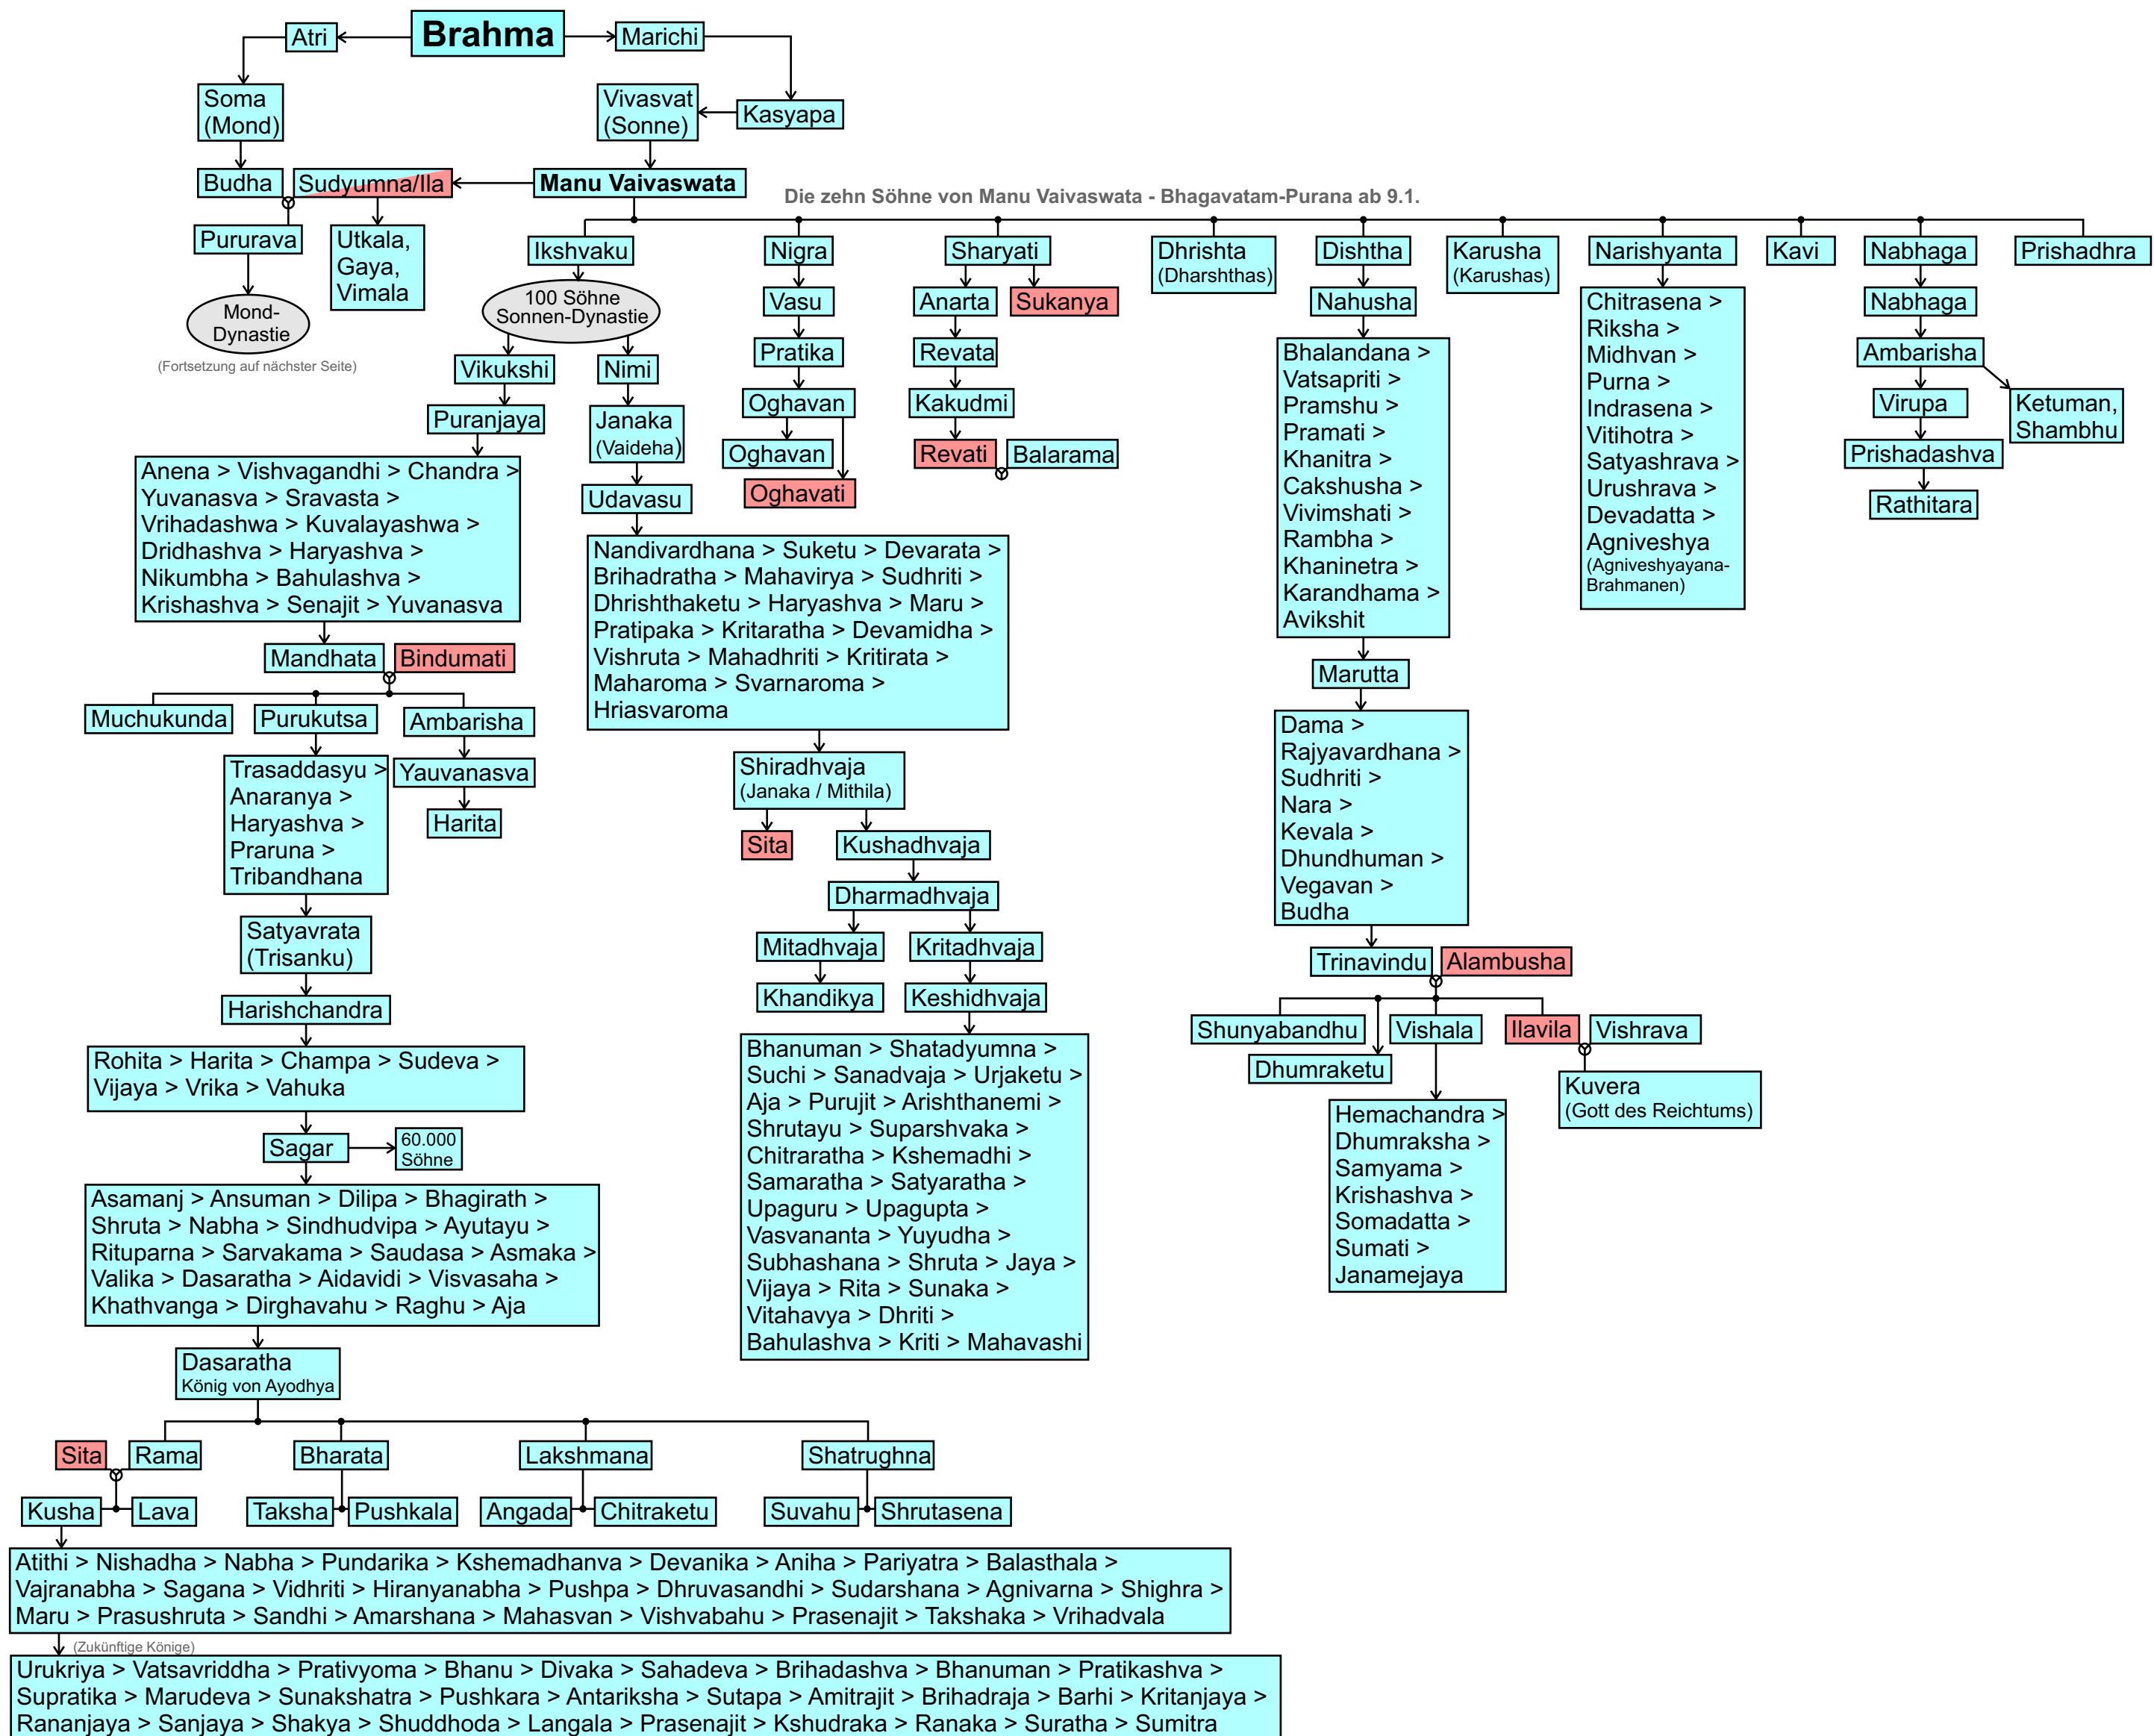 Brahma
Atri
Marichi
Soma
(Mond)
Vivasvat
(Sonne)
Kasyapa
Budha
Sudyumna/Ila
Manu Vaivaswata
Die zehn Söhne von Manu Vaivaswata - Bhagavatam-Purana ab 9.1.
Pururava
Utkala,
Gaya,
Vimala
Mond-
Dynastie
(Fortsetzung auf nächster Seite)
Ikshvaku
Nigra
Sharyati
Dhrishta
(Dharshthas)
Dishtha
Karusha
(Karushas)
Narishyanta
Kavi
Nabhaga
Prishadhra
100 Söhne
Sonnen-Dynastie
Vikukshi
Nimi
Puranjaya
Janaka
(Vaideha)
Udavasu
Vasu
Pratika
Oghavan
Oghavan
Oghavati
Anarta
Sukanya
Revata
Kakudmi
Revati
Balarama
Nahusha
Bhalandana >
Vatsapriti >
Pramshu >
Pramati >
Khanitra >
Cakshusha >
Vivimshati >
Rambha >
Khaninetra >
Karandhama >
Avikshit
Marutta
Dama >
Rajyavardhana >
Sudhriti >
Nara >
Kevala >
Dhundhuman >
Vegavan >
Budha
Trinavindu
Alambusha
Shunyabandhu
Dhumraketu
Vishala
Ilavila
Vishrava
Kuvera
(Gott des Reichtums)
Hemachandra >
Dhumraksha >
Samyama >
Krishashva >
Somadatta >
Sumati >
Janamejaya
Chitrasena >
Riksha >
Midhvan >
Purna >
Indrasena >
Vitihotra >
Satyashrava >
Urushrava >
Devadatta >
Agniveshya
(Agniveshyayana-
Brahmanen)
Nabhaga
Ambarisha
Virupa
Ketuman,
Shambhu
Prishadashva
Rathitara
Anena > Vishvagandhi > Chandra >
Yuvanasva > Sravasta >
Vrihadashwa > Kuvalayashwa >
Dridhashva > Haryashva >
Nikumbha > Bahulashva >
Krishashva > Senajit > Yuvanasva
Mandhata
Bindumati
Muchukunda
Purukutsa
Ambarisha
Yauvanasva
Harita
Trasaddasyu >
Anaranya >
Haryashva >
Praruna >
Tribandhana
Satyavrata
(Trisanku)
Harishchandra
Rohita > Harita > Champa > Sudeva >
Vijaya > Vrika > Vahuka
Sagar
60.000
Söhne
Asamanj > Ansuman > Dilipa > Bhagirath >
Shruta > Nabha > Sindhudvipa > Ayutayu >
Rituparna > Sarvakama > Saudasa > Asmaka >
Valika > Dasaratha > Aidavidi > Visvasaha >
Khathvanga > Dirghavahu > Raghu > Aja
Nandivardhana > Suketu > Devarata >
Brihadratha > Mahavirya > Sudhriti >
Dhrishthaketu > Haryashva > Maru >
Pratipaka > Kritaratha > Devamidha >
Vishruta > Mahadhriti > Kritirata >
Maharoma > Svarnaroma >
Hriasvaroma
Shiradhvaja
(Janaka / Mithila)
Sita
Kushadhvaja
Dharmadhvaja
Mitadhvaja
Kritadhvaja
Khandikya
Keshidhvaja
Bhanuman > Shatadyumna >
Suchi > Sanadvaja > Urjaketu >
Aja > Purujit > Arishthanemi >
Shrutayu > Suparshvaka >
Chitraratha > Kshemadhi >
Samaratha > Satyaratha >
Upaguru > Upagupta >
Vasvananta > Yuyudha >
Subhashana > Shruta > Jaya >
Vijaya > Rita > Sunaka >
Vitahavya > Dhriti >
Bahulashva > Kriti > Mahavashi
Dasaratha
König von Ayodhya
Sita
Rama
Bharata
Lakshmana
Shatrughna
Kusha
Lava
Taksha
Pushkala
Angada
Chitraketu
Suvahu
Shrutasena
Atithi > Nishadha > Nabha > Pundarika > Kshemadhanva > Devanika > Aniha > Pariyatra > Balasthala >
Vajranabha > Sagana > Vidhriti > Hiranyanabha > Pushpa > Dhruvasandhi > Sudarshana > Agnivarna > Shighra >
Maru > Prasushruta > Sandhi > Amarshana > Mahasvan > Vishvabahu > Prasenajit > Takshaka > Vrihadvala
(Zukünftige Könige)
Urukriya > Vatsavriddha > Prativyoma > Bhanu > Divaka > Sahadeva > Brihadashva > Bhanuman > Pratikashva >
Supratika > Marudeva > Sunakshatra > Pushkara > Antariksha > Sutapa > Amitrajit > Brihadraja > Barhi > Kritanjaya >
Rananjaya > Sanjaya > Shakya > Shuddhoda > Langala > Prasenajit > Kshudraka > Ranaka > Suratha > Sumitra